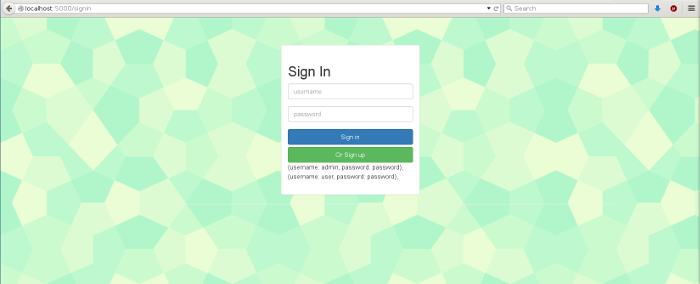 localhost:5000/signin
Search
Sign In
username
password
Sign in
Or Sign up
{username: admin, password: password},
{username: user, password: password},